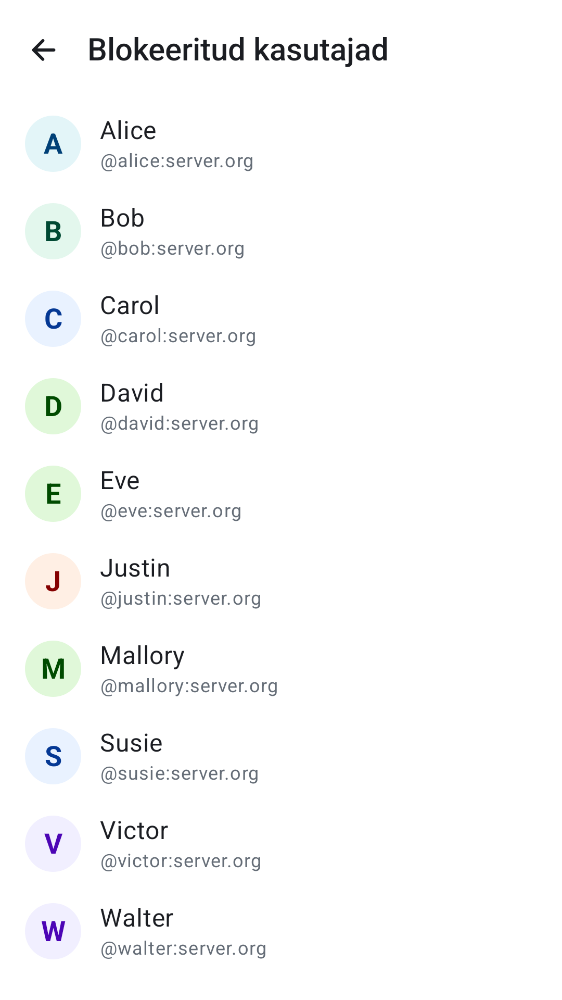 Blokeeritud kasutajad
A
Alice
@alice:server.org
B
Bob
@bob:server.org
C
Carol
@carol:server.org
D
David
@david:server.org
E
Eve
@eve:server.org
J
Justin
@justin:server.org
M
Mallory
@mallory:server.org
S
Susie
@susie:server.org
V
Victor
@victor:server.org
W
Walter
@walter:server.org